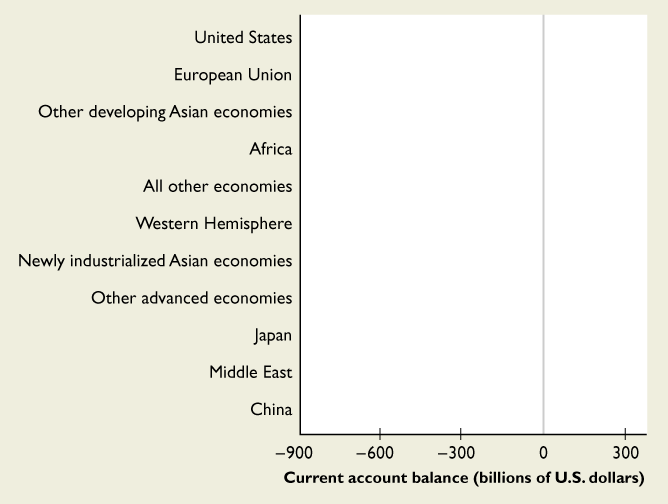 United States
European Union
Other developing Asian economies
Africa
All other economies
Western Hemisphere
Newly industrialized Asian economies
Other advanced economies
Japan
Middle East
China
−900 −600 −300 0 300
Current account balance (billions of U.S. dollars)